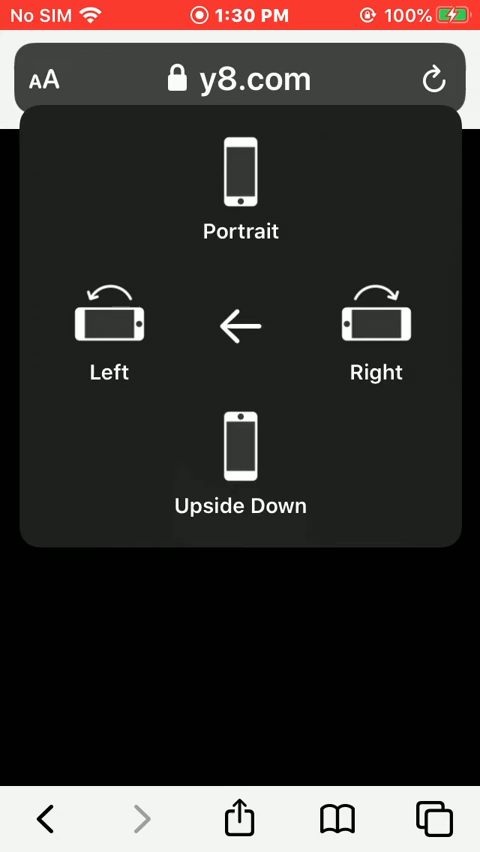 No SIM 1:30 PM 100%
AA y8.com
Portrait
Left Right
Upside Down